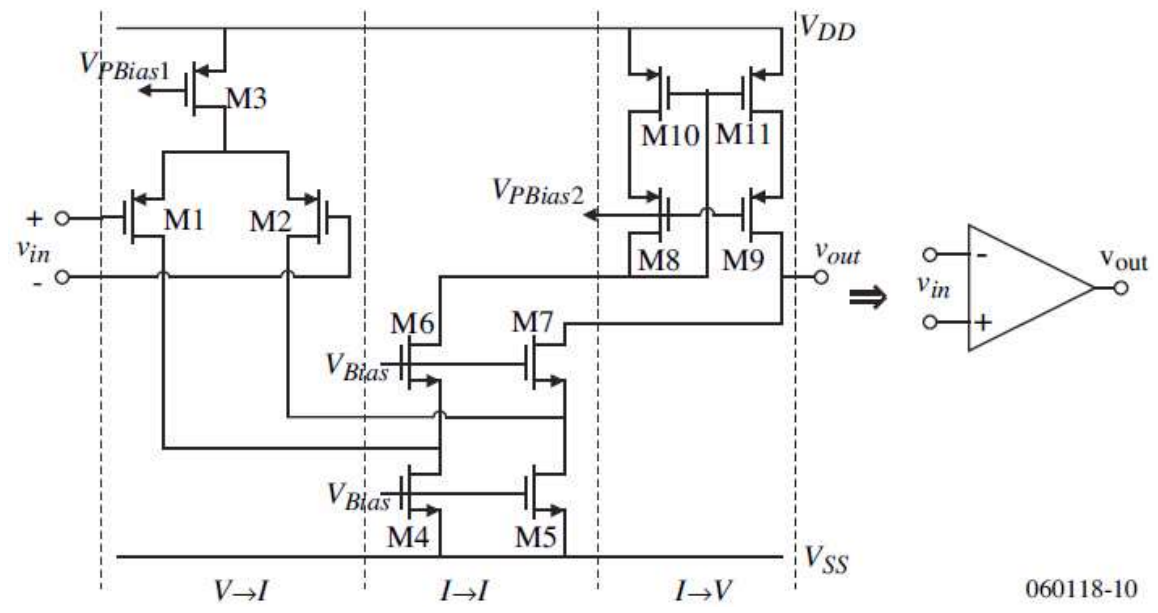 V_DD
V_PBias1
M3
M10 M11
V_PBias2
+ M1 M2
v_in
-
M8 M9 v_out
⇒
- v_out
v_in
+
M6 M7
V_Bias
V_Bias
M4 M5
V_SS
V→I I→I I→V 060118-10